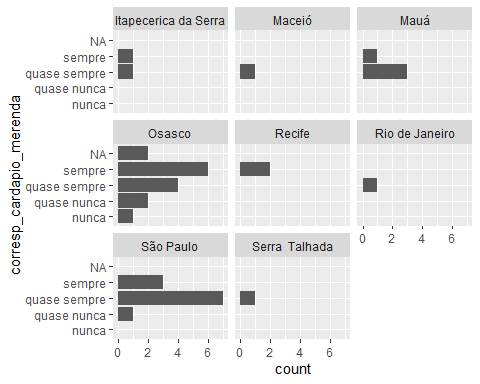 Itapecerica da Serra
Maceió
Mauá
NA
sempre
quase sempre
quase nunca
nunca
Osasco
Recife
Rio de Janeiro
NA
sempre
quase sempre
quase nunca
nunca
0 2 4 6
São Paulo
Serra Talhada
NA
sempre
quase sempre
quase nunca
nunca
0 2 4 6
0 2 4 6
count
corresp_cardapio_merenda